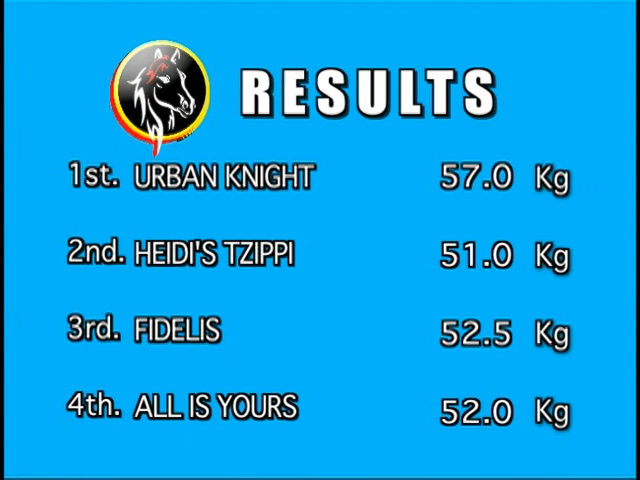 RESULTS
1st. URBAN KNIGHT 57.0 Kg
2nd. HEIDI'S TZIPPI 51.0 Kg
3rd. FIDELIS 52.5 Kg
4th. ALL IS YOURS 52.0 Kg